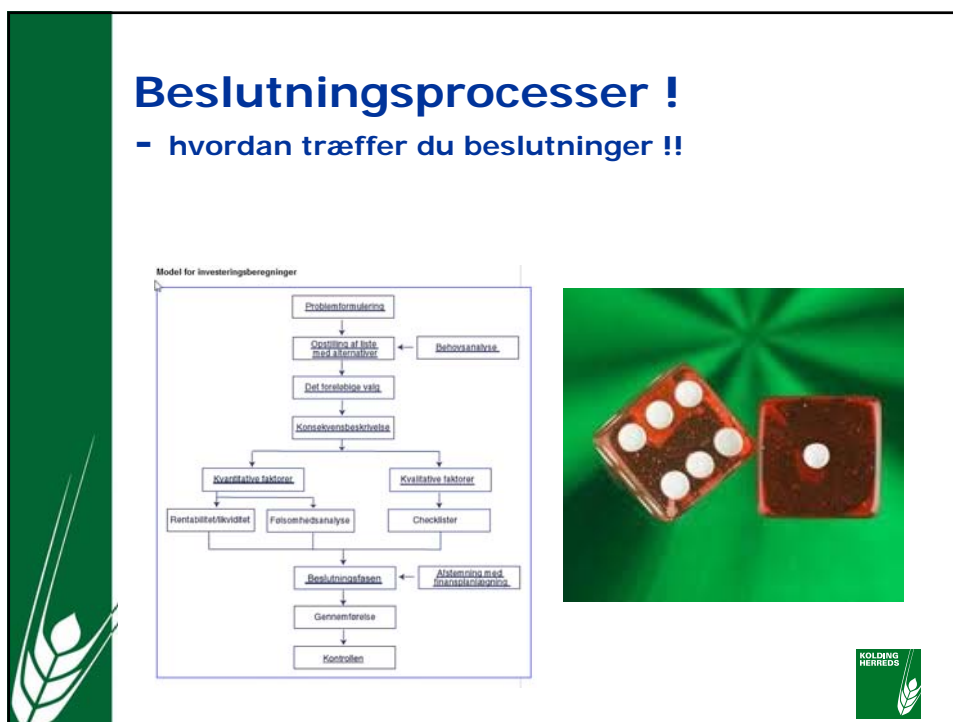 Beslutningsprocesser !
- hvordan træffer du beslutninger !!
Model for investeringsberegninger
Problemformulering
Opstilling af liste
med alternativer
Behovsanalyse
Det foreløbige valg
Konsekvensbeskrivelse
Kvantitative faktorer
Kvalitative faktorer
Rentabilitet/likviditet
Følsomhedsanalyse
Checklister
Beslutningsfasen
Afstemning med
finansplanlægning
Gennemførelse
Kontrollen
KOLDING
HERREDS